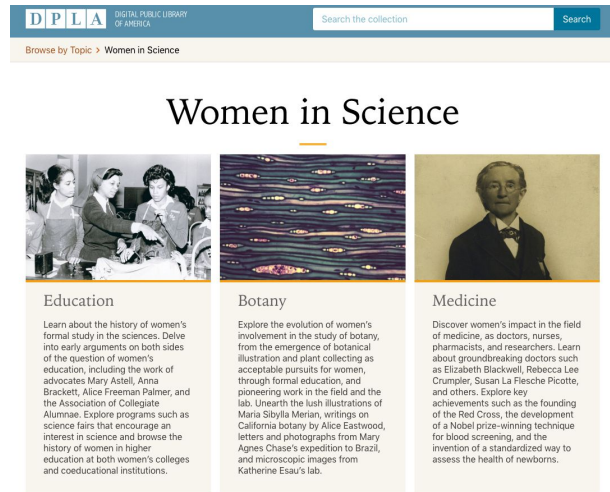 DPLA DIGITAL PUBLIC LIBRARY
OF AMERICA
Search the collection
Search
Browse by Topic > Women in Science
Women in Science
Education
Learn about the history of women's
formal study in the sciences. Delve
into early arguments on both sides
of the question of women's
education, including the work of
advocates Mary Astell, Anna
Brackett, Alice Freeman Palmer, and
the Association of Collegiate
Alumnae. Explore programs such as
science fairs that encourage an
interest in science and browse the
history of women in higher
education at both women's colleges
and coeducational institutions.
Botany
Explore the evolution of women's
involvement in the study of botany,
from the emergence of botanical
illustration and plant collecting as
acceptable pursuits for women,
through formal education, and
pioneering work in the field and the
lab. Unearth the lush illustrations of
Maria Sibylla Merian, writings on
California botany by Alice Eastwood,
letters and photographs from Mary
Agnes Chase's expedition to Brazil,
and microscopic images from
Katherine Esau's lab.
Medicine
Discover women's impact in the field
of medicine, as doctors, nurses,
pharmacists, and researchers. Learn
about groundbreaking doctors such
as Elizabeth Blackwell, Rebecca Lee
Crumpler, Susan La Flesche Picotte,
and others. Explore key
achievements such as the founding
of the Red Cross, the development
of a Nobel prize-winning technique
for blood screening, and the
invention of a standardized way to
assess the health of newborns.